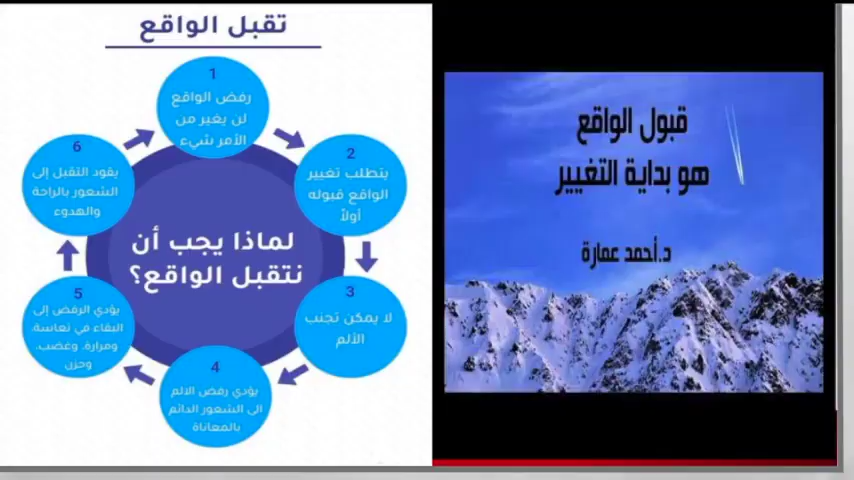 تقبل الواقع
1
رفض الواقع
لن يغير من
الأمر شيء
2
يتطلب تغيير
الواقع قبوله
أولاً
3
لا يمكن تجنب
الألم
4
يؤدي رفض الالم
الى الشعور الدائم
بالمعاناة
5
يؤدي الرفض إلى
البقاء في تعاسة،
ومرارة، وغضب،
وحزن
6
يقود التقبل إلى
الشعور بالراحة
والهدوء
لماذا يجب أن
نتقبل الواقع؟
قبول الواقع
هو بداية التغيير
د.أحمد عمارة